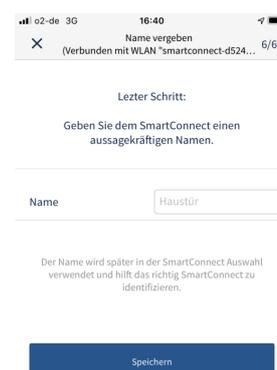 o2-de 3G 16:40
Name vergeben
(Verbunden mit WLAN "smartconnect-d524... 6/6
Lezter Schritt:
Geben Sie dem SmartConnect einen
aussagekräftigen Namen.
Name Haustür
Der Name wird später in der SmartConnect Auswahl
verwendet und hilft das richtig SmartConnect zu
identifizieren.
Speichern